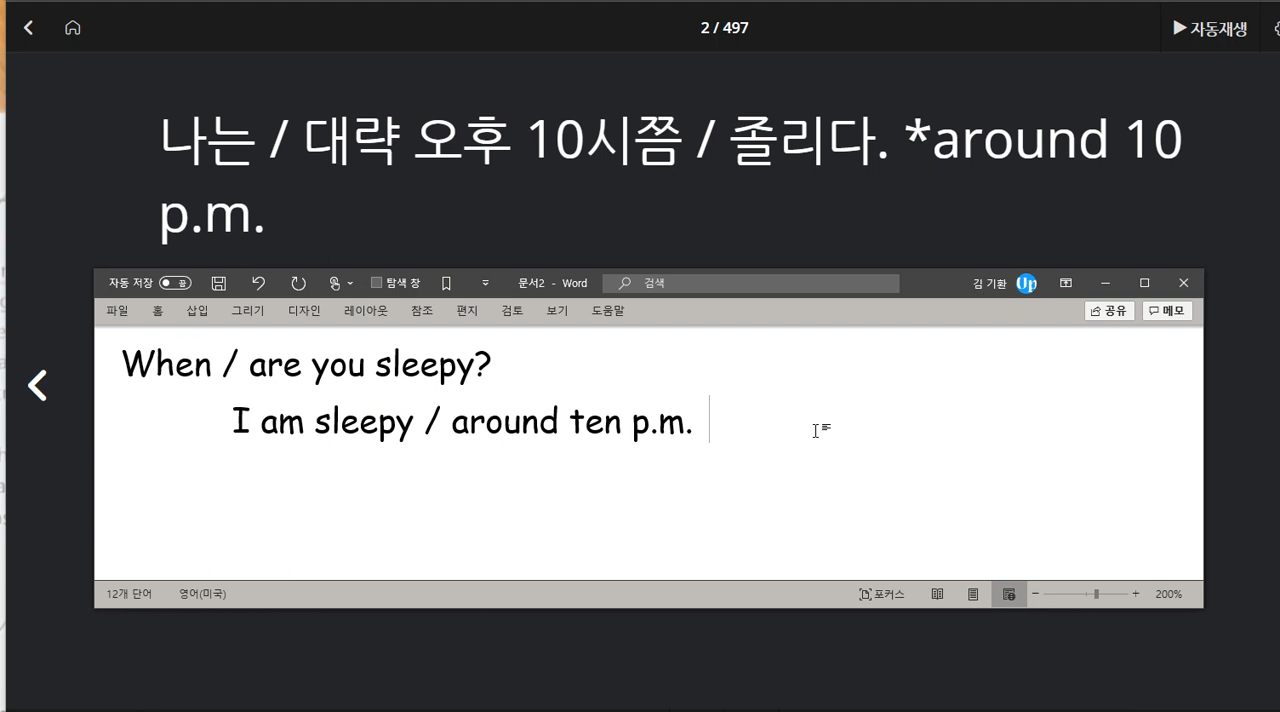 2 / 497
▶ 자동재생
나는 / 대략 오후 10시쯤 / 졸리다. *around 10
p.m.
자동 저장 끔 탐색 창 문서2 - Word 검색 김 기환 Up
파일 홈 삽입 그리기 디자인 레이아웃 참조 편지 검토 보기 도움말 공유 메모
When / are you sleepy?
I am sleepy / around ten p.m.
12개 단어 영어(미국) 포커스 200%